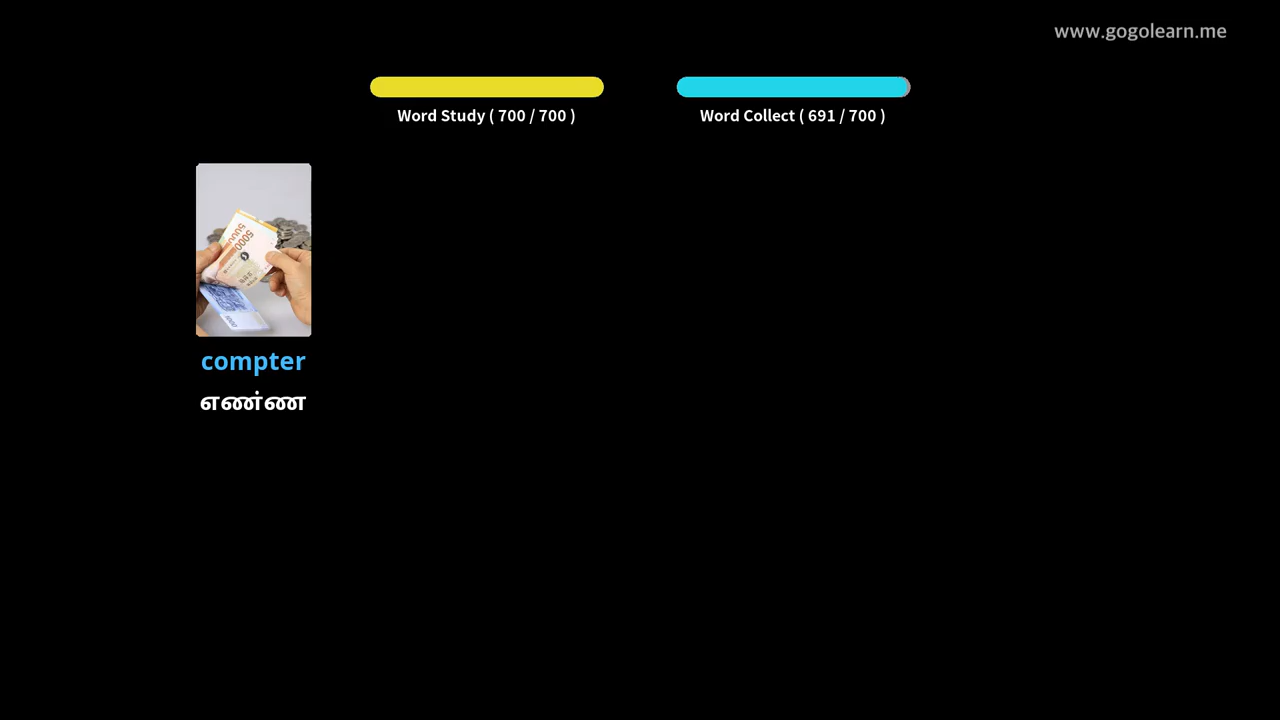 www.gogolearn.me
Word Study ( 700 / 700 )
Word Collect ( 691 / 700 )
compter
எண்ண